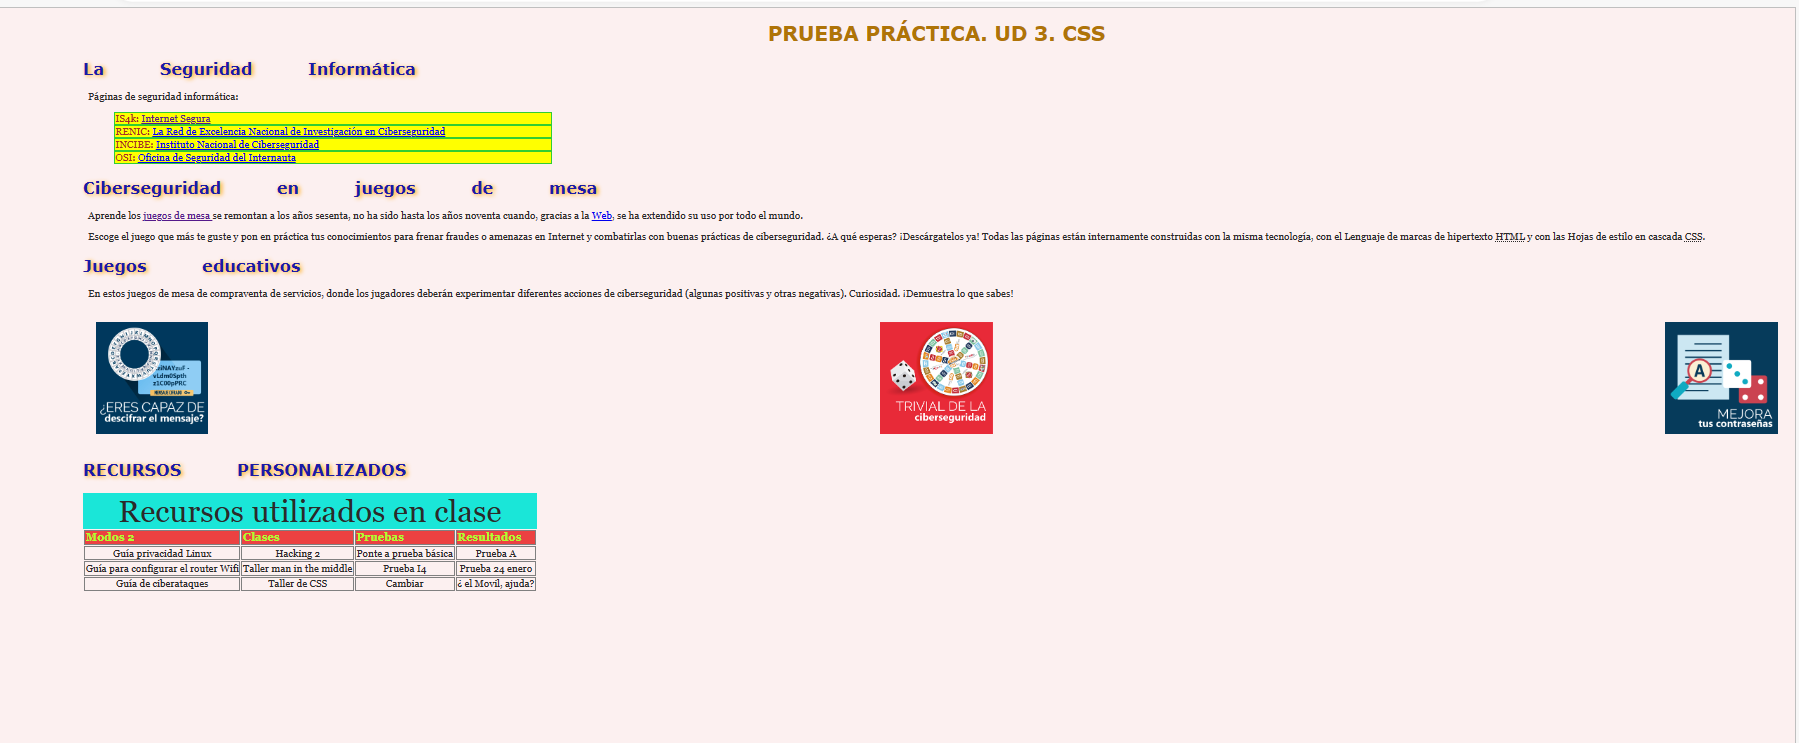 PRUEBA PRÁCTICA. UD 3. CSS
La Seguridad Informática
Páginas de seguridad informática:
IS4k: Internet Segura
RENIC: La Red de Excelencia Nacional de Investigación en Ciberseguridad
INCIBE: Instituto Nacional de Ciberseguridad
OSI: Oficina de Seguridad del Internauta
Ciberseguridad en juegos de mesa
Aprende los juegos de mesa se remontan a los años sesenta, no ha sido hasta los años noventa cuando, gracias a la Web, se ha extendido su uso por todo el mundo.
Escoge el juego que más te guste y pon en práctica tus conocimientos para frenar fraudes o amenazas en Internet y combatirlas con buenas prácticas de ciberseguridad. ¿A qué esperas? ¡Descárgatelos ya! Todas las páginas están internamente construidas con la misma tecnología, con el Lenguaje de marcas de hipertexto HTML y con las Hojas de estilo en cascada CSS.
Juegos educativos
En estos juegos de mesa de compraventa de servicios, donde los jugadores deberán experimentar diferentes acciones de ciberseguridad (algunas positivas y otras negativas). Curiosidad. ¡Demuestra lo que sabes!
¿ERES CAPAZ DE
descifrar el mensaje?
TRIVIAL DE LA
ciberseguridad
A
MEJORA
tus contraseñas
RECURSOS PERSONALIZADOS
Recursos utilizados en clase
Modos 2 Clases Pruebas Resultados
Guía privacidad Linux Hacking 2 Ponte a prueba básica Prueba A
Guía para configurar el router Wifi Taller man in the middle Prueba I4 Prueba 24 enero
Guía de ciberataques Taller de CSS Cambiar ¿ el Movil, ajuda?